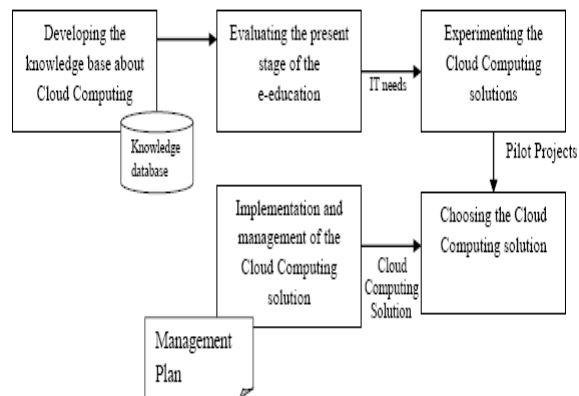 Developing the
knowledge base about
Cloud Computing
Knowledge
database
Evaluating the present
stage of the
e-education
IT needs
Experimenting the
Cloud Computing
solutions
Pilot Projects
Choosing the Cloud
Computing solution
Cloud
Computing
Solution
Implementation and
management of the
Cloud Computing
solution
Management
Plan